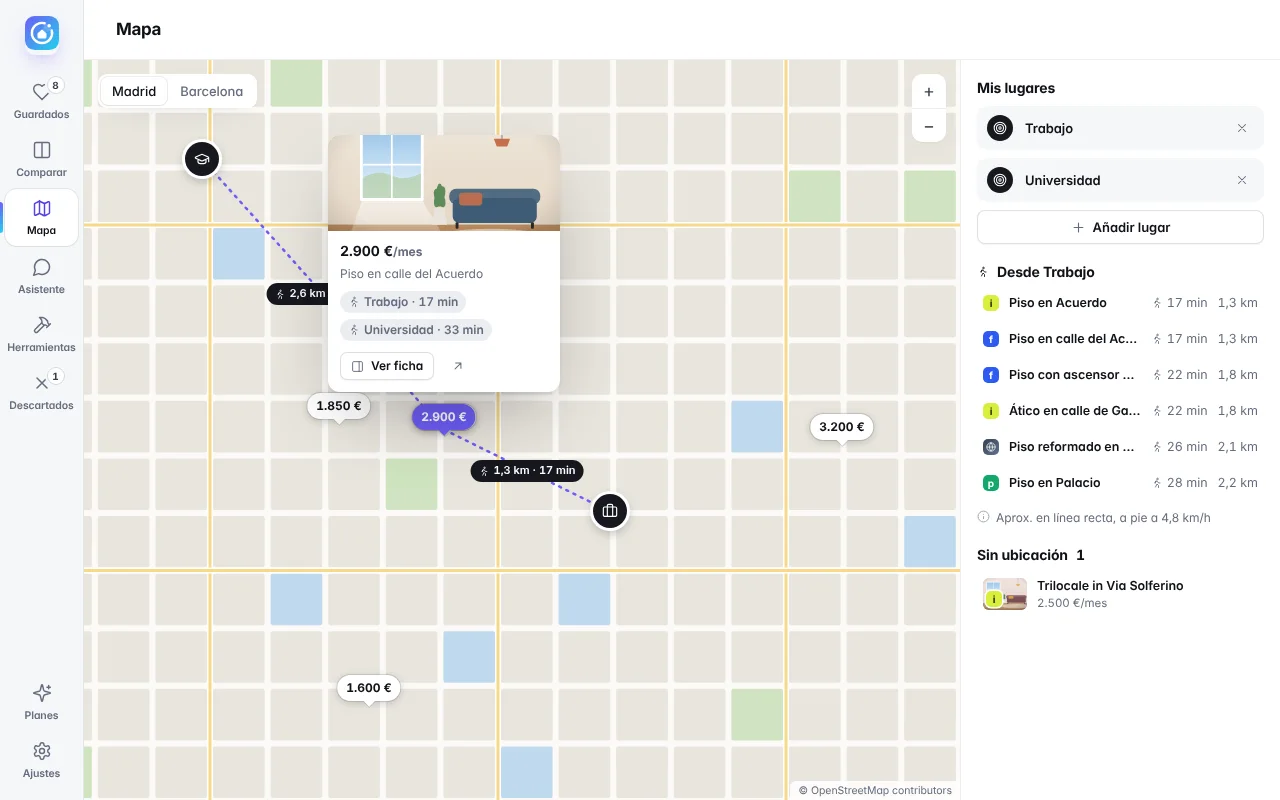 Mapa
8
Guardados
Comparar
Mapa
Asistente
Herramientas
1
Descartados
Planes
Ajustes
Madrid
Barcelona
+
−
2,6 km
2.900 €/mes
Piso en calle del Acuerdo
Trabajo · 17 min
Universidad · 33 min
Ver ficha
1.850 €
2.900 €
3.200 €
1,3 km · 17 min
1.600 €
© OpenStreetMap contributors
Mis lugares
Trabajo
Universidad
Añadir lugar
Desde Trabajo
i Piso en Acuerdo 17 min 1,3 km
f Piso en calle del Ac... 17 min 1,3 km
f Piso con ascensor ... 22 min 1,8 km
i Ático en calle de Ga... 22 min 1,8 km
Piso reformado en ... 26 min 2,1 km
p Piso en Palacio 28 min 2,2 km
Aprox. en línea recta, a pie a 4,8 km/h
Sin ubicación 1
i
Trilocale in Via Solferino
2.500 €/mes